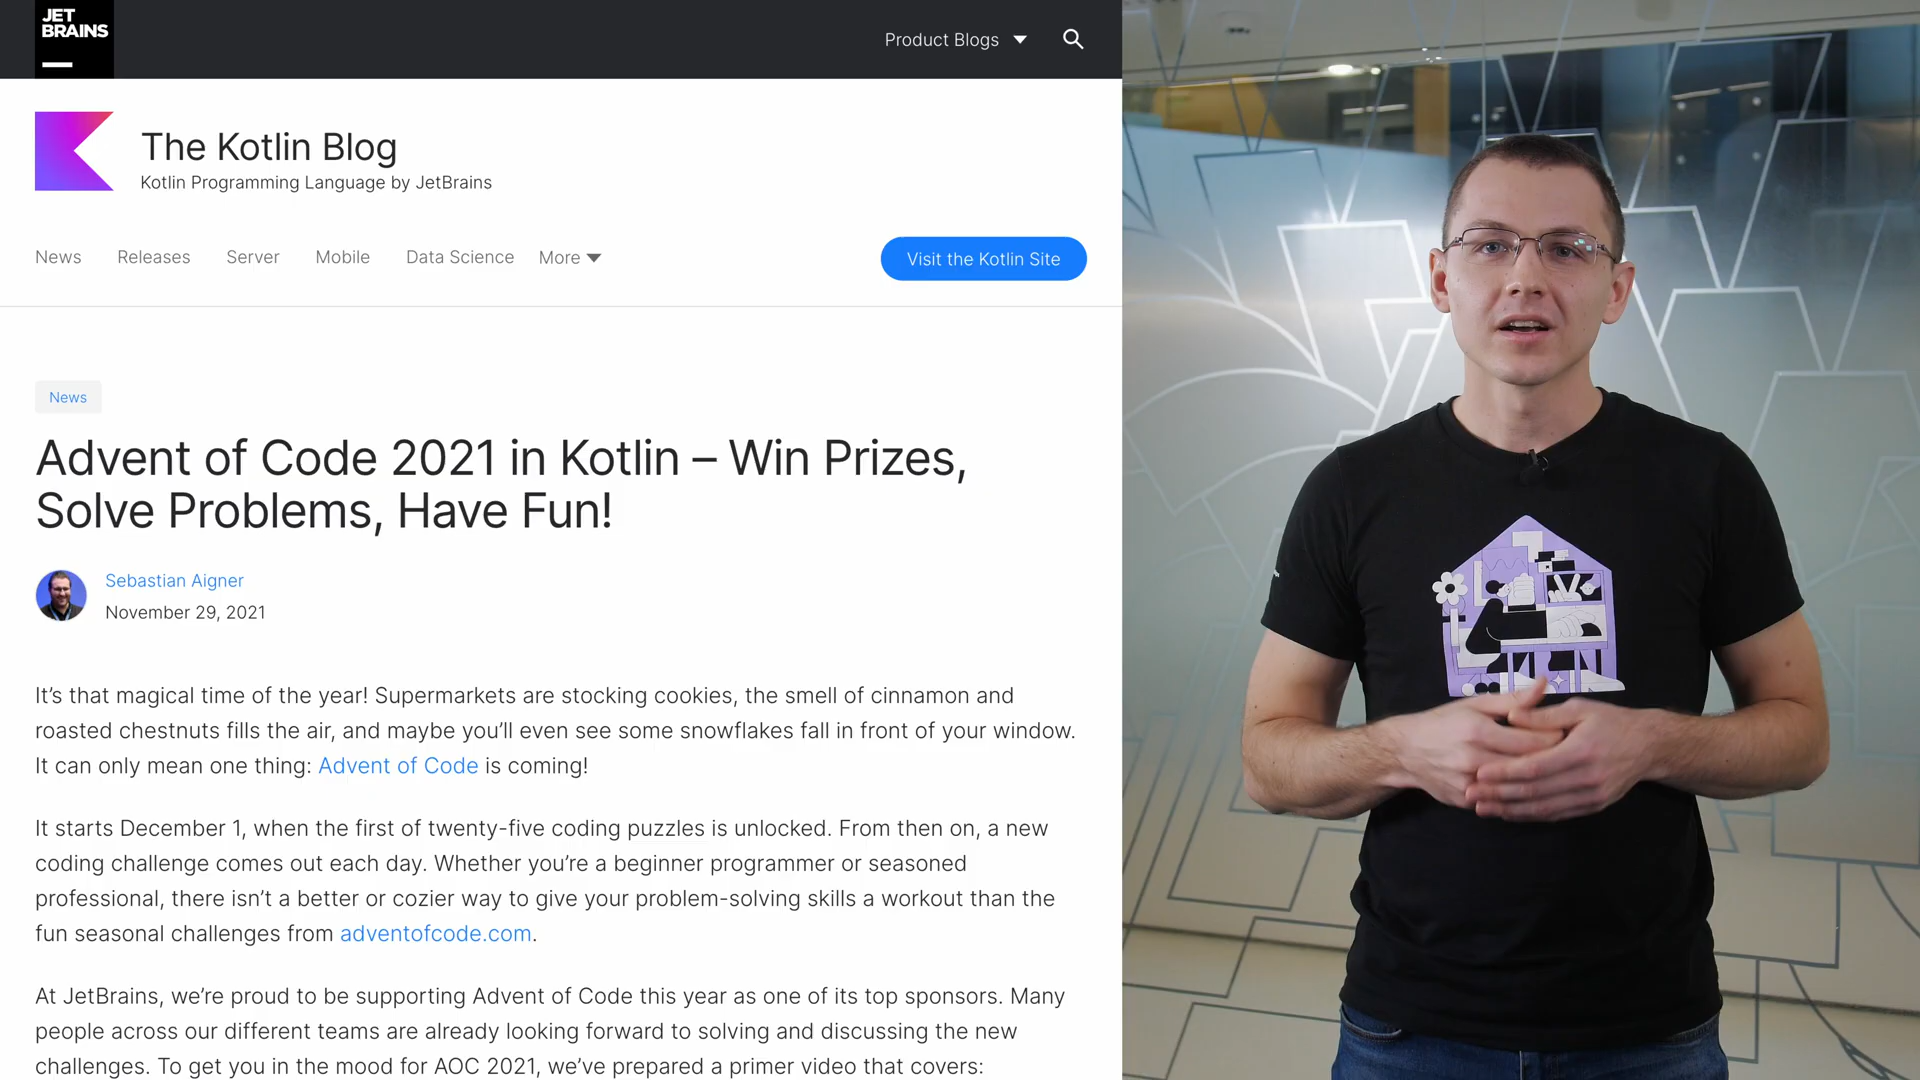 JET
BRAINS
Product Blogs
The Kotlin Blog
Kotlin Programming Language by JetBrains
News
Releases
Server
Mobile
Data Science
More
Visit the Kotlin Site
News
Advent of Code 2021 in Kotlin – Win Prizes,
Solve Problems, Have Fun!
Sebastian Aigner
November 29, 2021
It’s that magical time of the year! Supermarkets are stocking cookies, the smell of cinnamon and
roasted chestnuts fills the air, and maybe you’ll even see some snowflakes fall in front of your window.
It can only mean one thing: Advent of Code is coming!
It starts December 1, when the first of twenty-five coding puzzles is unlocked. From then on, a new
coding challenge comes out each day. Whether you’re a beginner programmer or seasoned
professional, there isn’t a better or cozier way to give your problem-solving skills a workout than the
fun seasonal challenges from adventofcode.com.
At JetBrains, we’re proud to be supporting Advent of Code this year as one of its top sponsors. Many
people across our different teams are already looking forward to solving and discussing the new
challenges. To get you in the mood for AOC 2021, we’ve prepared a primer video that covers: